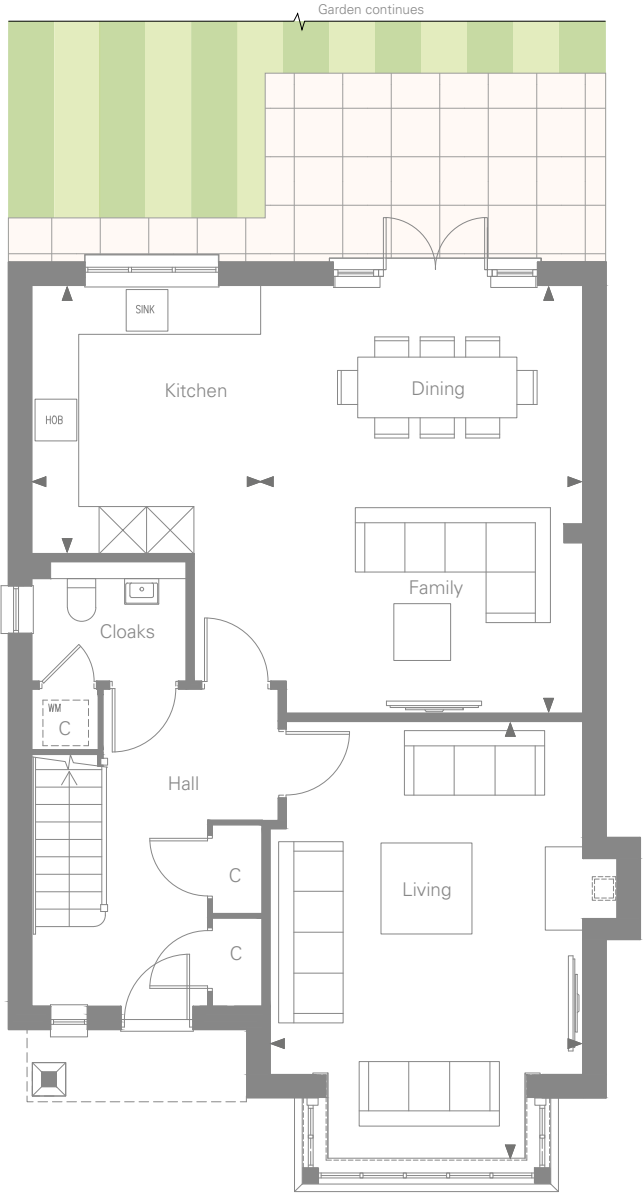 Garden continues
SINK
Kitchen
Dining
HOB
Family
Cloaks
WM
C
Hall
C
Living
C